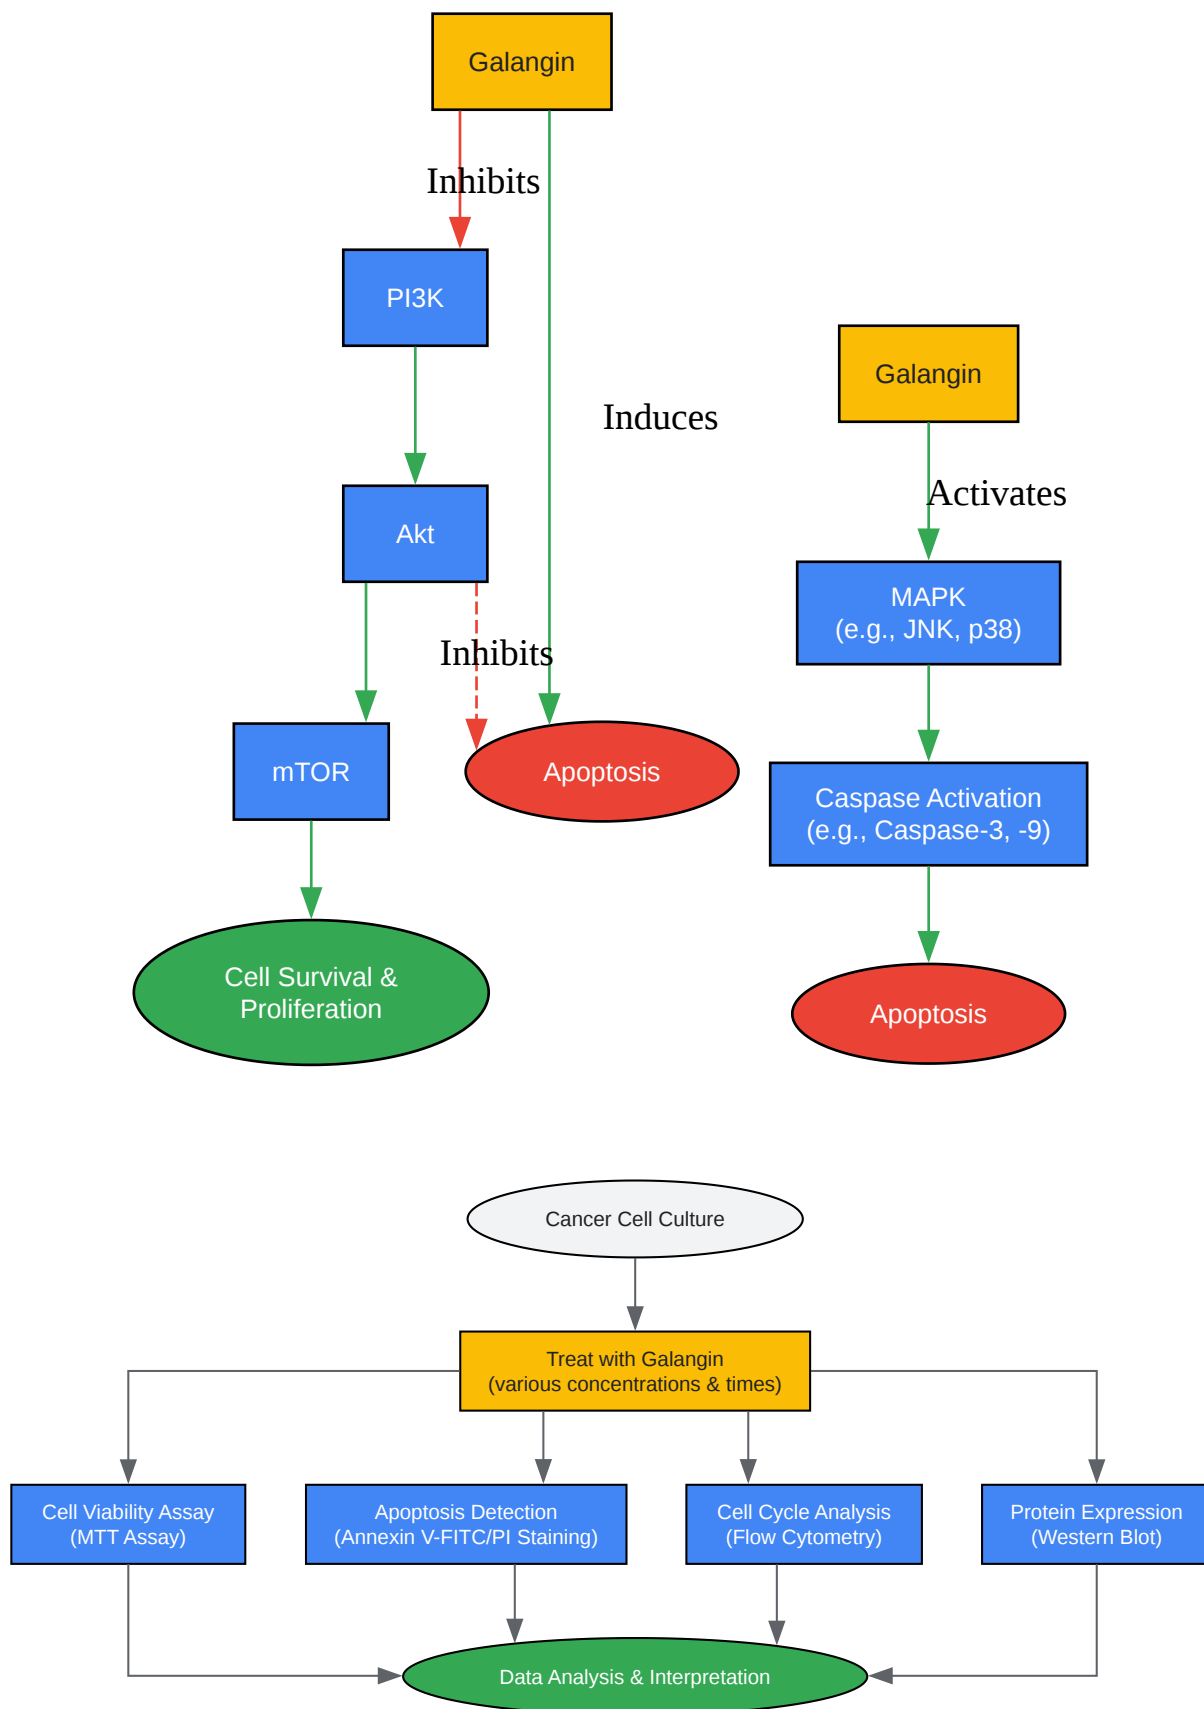 Galangin
Inhibits
PI3K
Induces
Akt
Inhibits
mTOR
Apoptosis
Cell Survival &
Proliferation
Galangin
Activates
MAPK
(e.g., JNK, p38)
Caspase Activation
(e.g., Caspase-3, -9)
Apoptosis
Cancer Cell Culture
Treat with Galangin
(various concentrations & times)
Cell Viability Assay
(MTT Assay)
Apoptosis Detection
(Annexin V-FITC/PI Staining)
Cell Cycle Analysis
(Flow Cytometry)
Protein Expression
(Western Blot)
Data Analysis & Interpretation